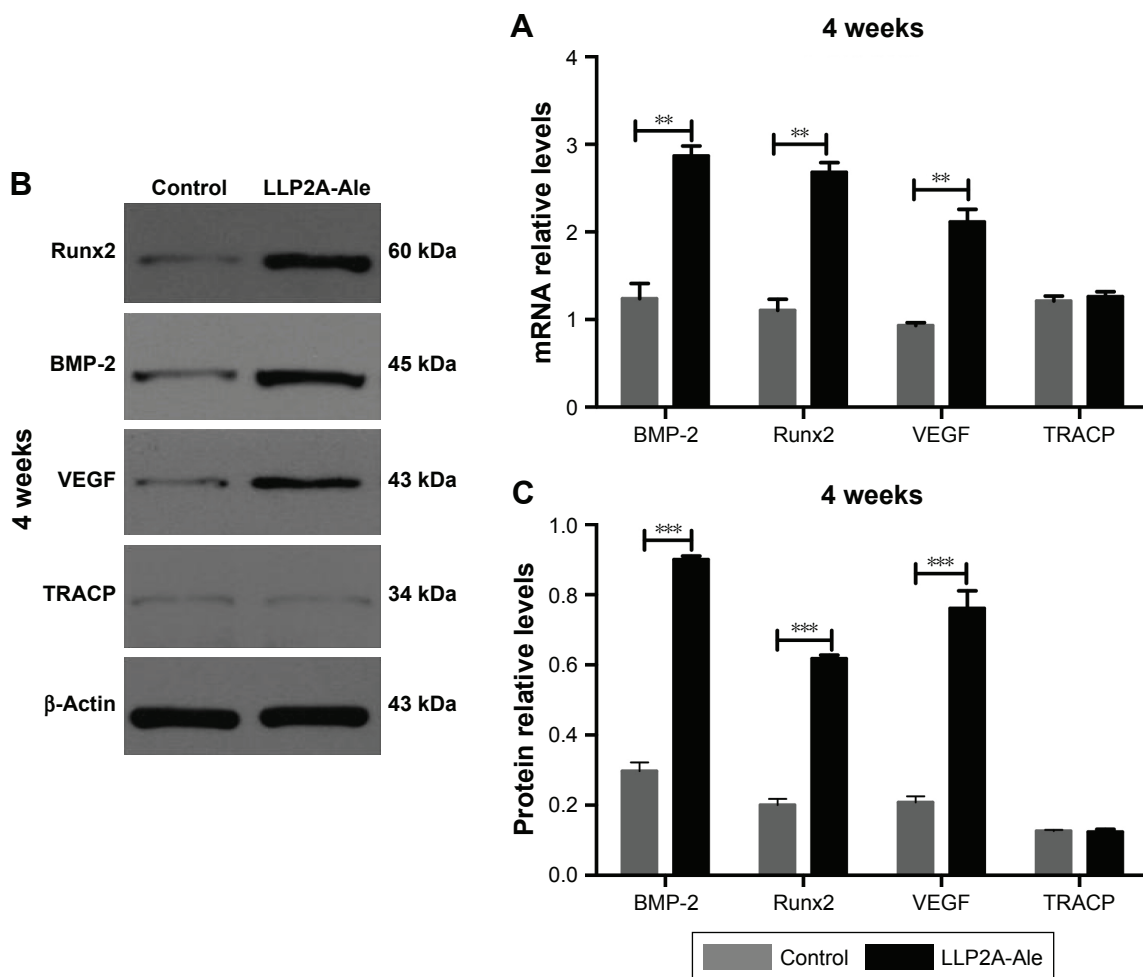 B
Control LLP2A-Ale
Runx2 60 kDa
BMP-2 45 kDa
VEGF 43 kDa
TRACP 34 kDa
β-Actin 43 kDa
4 weeks
A
4 weeks
mRNA relative levels
4
3
2
1
0
** ** **
BMP-2 Runx2 VEGF TRACP
C
4 weeks
Protein relative levels
1.0
0.8
0.6
0.4
0.2
0.0
*** *** ***
BMP-2 Runx2 VEGF TRACP
Control LLP2A-Ale